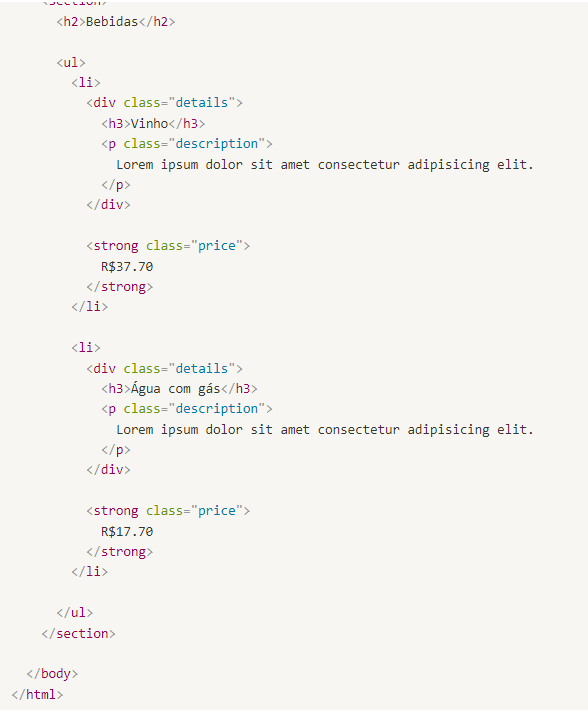 <section>
<h2>Bebidas</h2>
<ul>
<li>
<div class="details">
<h3>Vinho</h3>
<p class="description">
Lorem ipsum dolor sit amet consectetur adipisicing elit.
</p>
</div>
<strong class="price">
R$37.70
</strong>
</li>
<li>
<div class="details">
<h3>Água com gás</h3>
<p class="description">
Lorem ipsum dolor sit amet consectetur adipisicing elit.
</p>
</div>
<strong class="price">
R$17.70
</strong>
</li>
</ul>
</section>
</body>
</html>